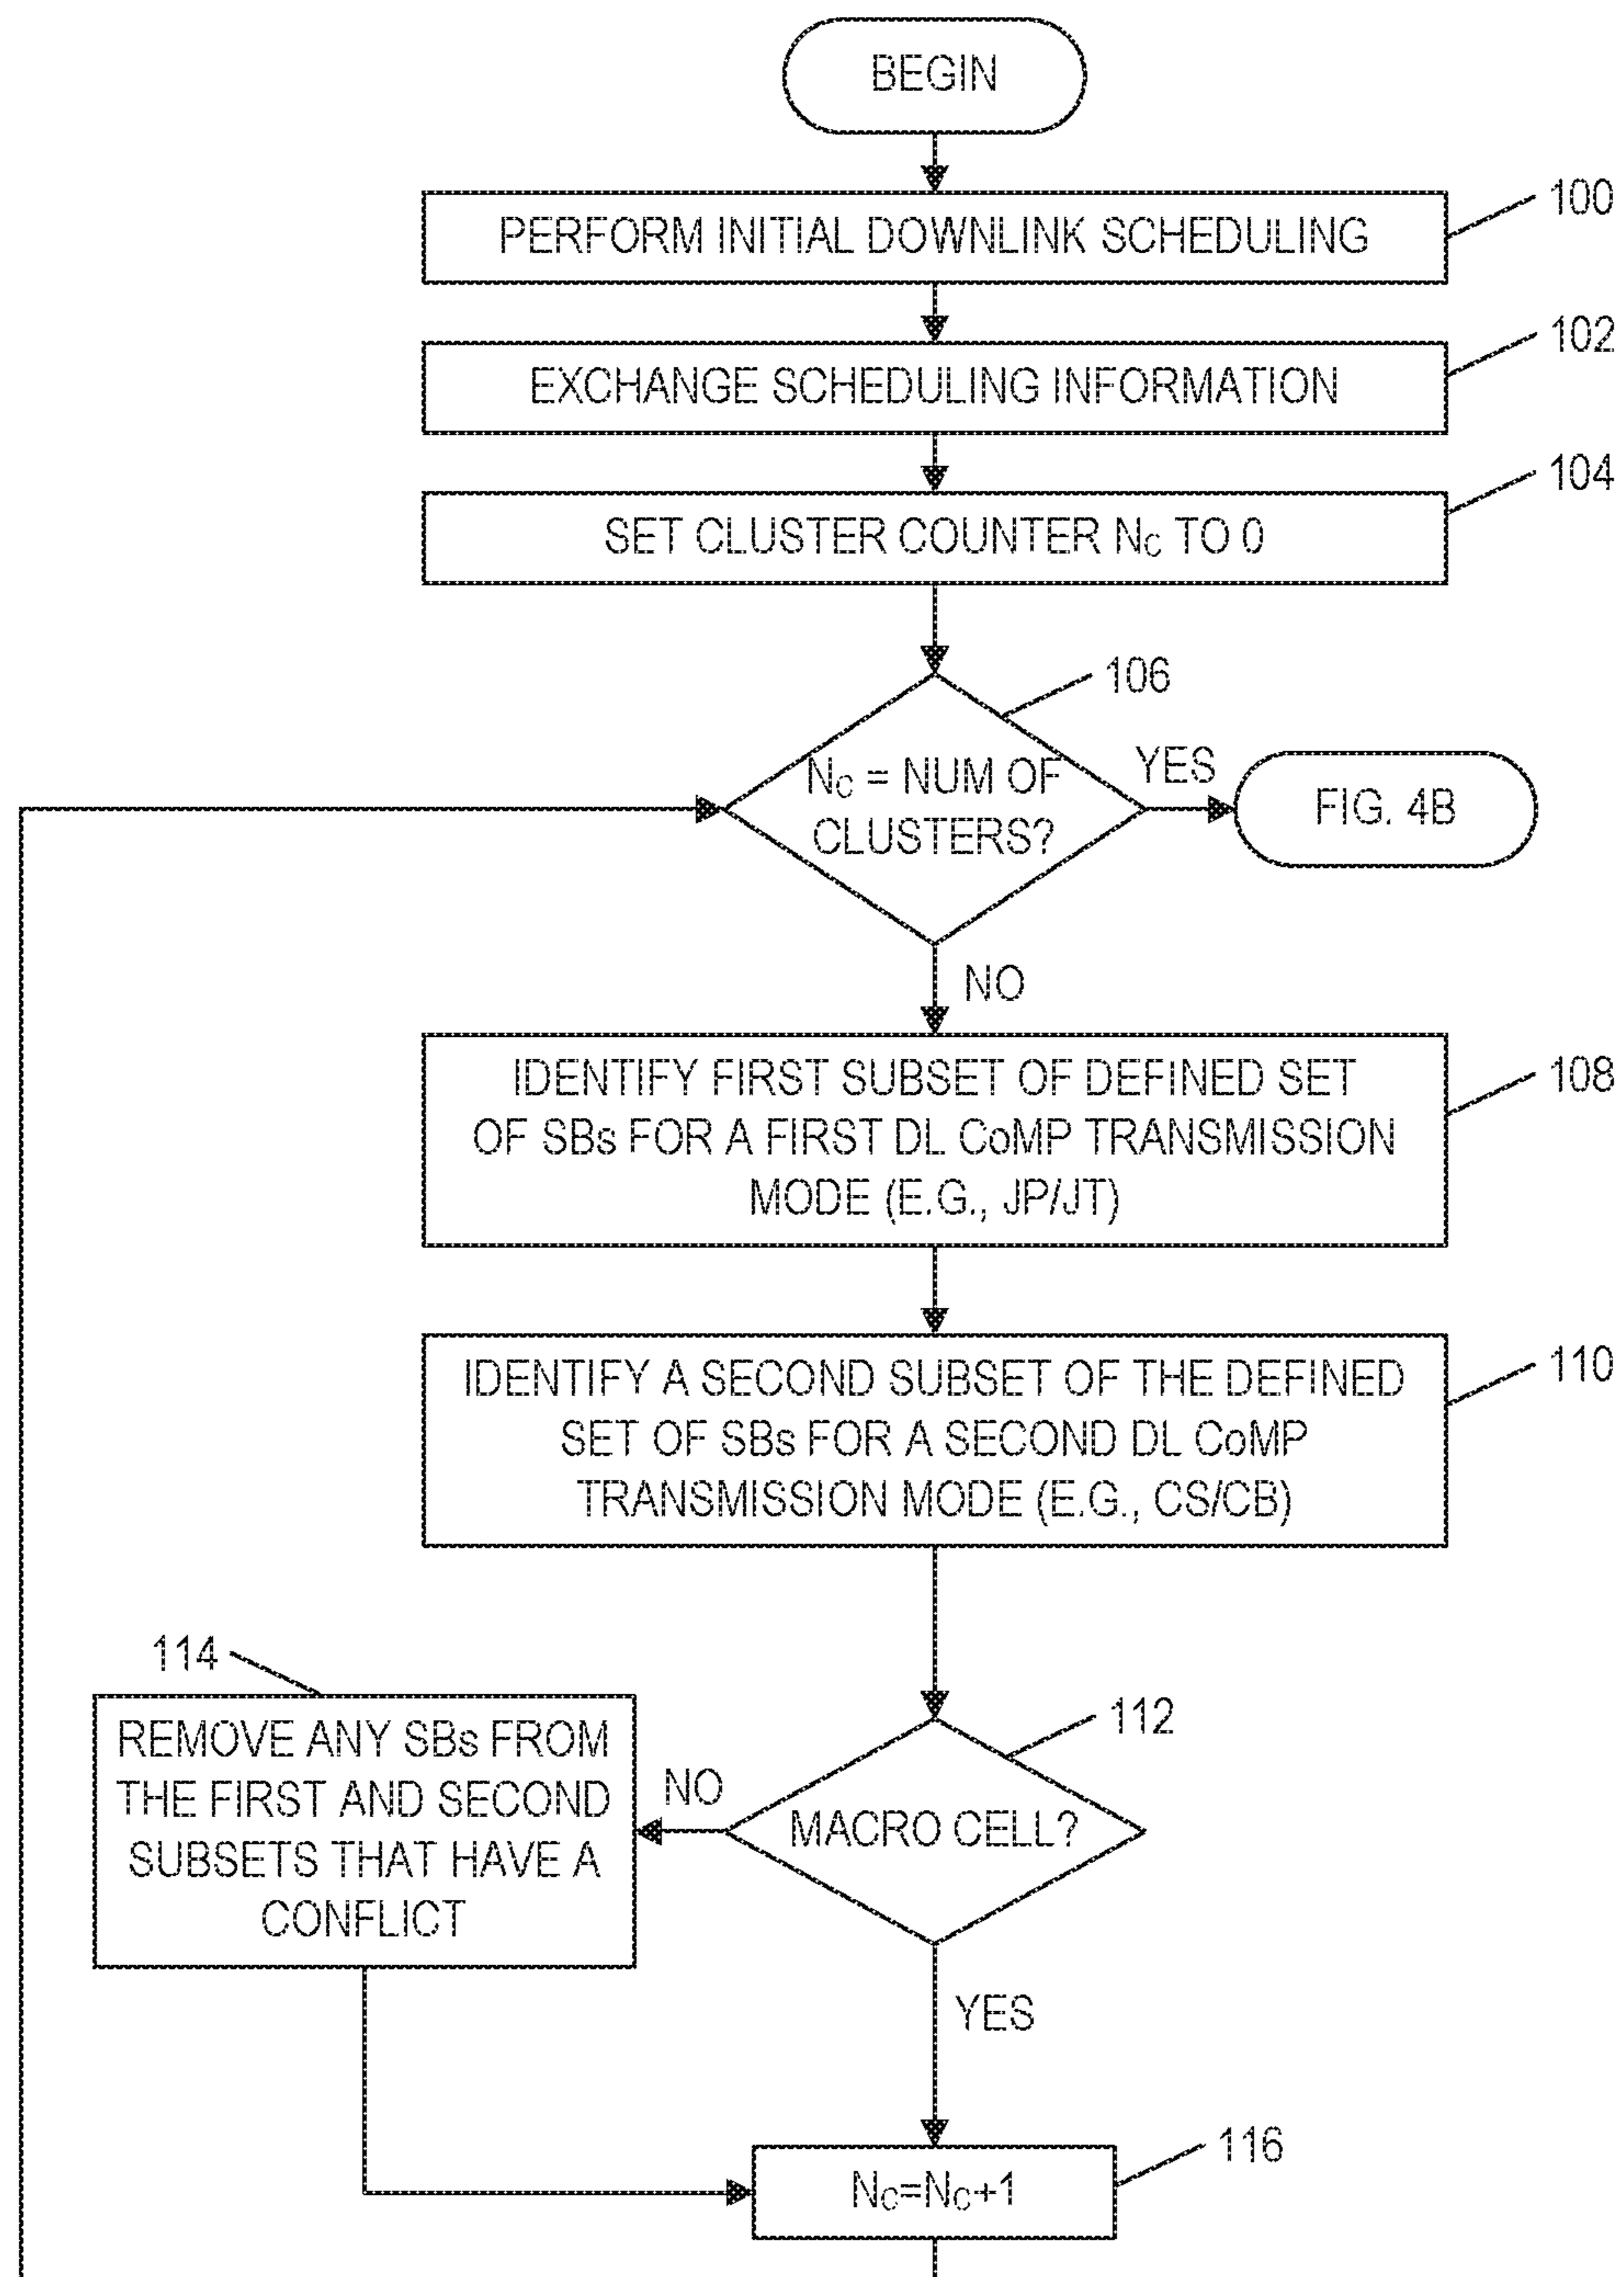 BEGIN
100
PERFORM INITIAL DOWNLINK SCHEDULING
102
EXCHANGE SCHEDULING INFORMATION
104
SET CLUSTER COUNTER NC TO 0
106
NC = NUM OF
CLUSTERS?
YES
FIG. 4B
NO
108
IDENTIFY FIRST SUBSET OF DEFINED SET
OF SBs FOR A FIRST DL CoMP TRANSMISSION
MODE (E.G., JP/JT)
110
IDENTIFY A SECOND SUBSET OF THE DEFINED
SET OF SBs FOR A SECOND DL CoMP
TRANSMISSION MODE (E.G., CS/CB)
114
REMOVE ANY SBs FROM
THE FIRST AND SECOND
SUBSETS THAT HAVE A
CONFLICT
NO
112
MACRO CELL?
YES
116
NC=NC+1